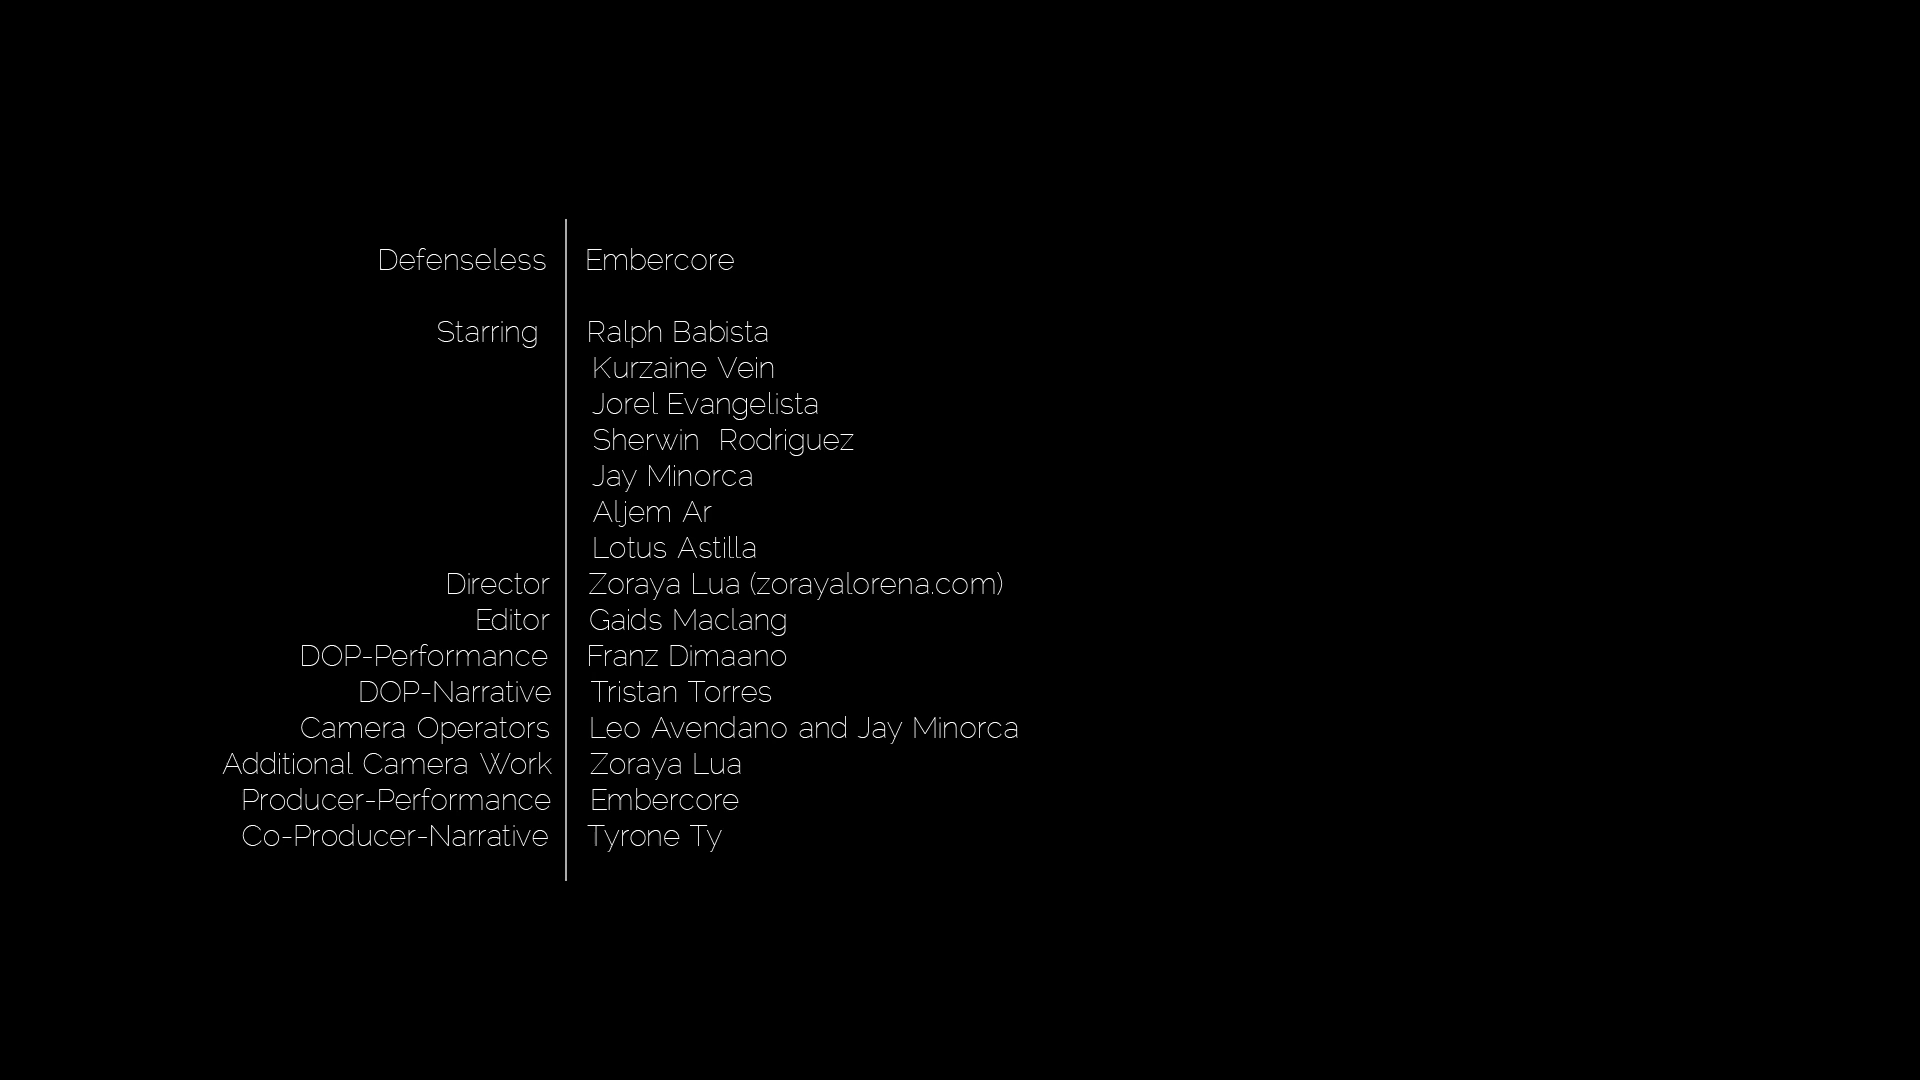 Defenseless Embercore
Starring Ralph Babista
Kurzaine Vein
Jorel Evangelista
Sherwin Rodriguez
Jay Minorca
Aljem Ar
Lotus Astilla
Director Zoraya Lua (zorayalorena.com)
Editor Gaids Maclang
DOP-Performance Franz Dimaano
DOP-Narrative Tristan Torres
Camera Operators Leo Avendano and Jay Minorca
Additional Camera Work Zoraya Lua
Producer-Performance Embercore
Co-Producer-Narrative Tyrone Ty